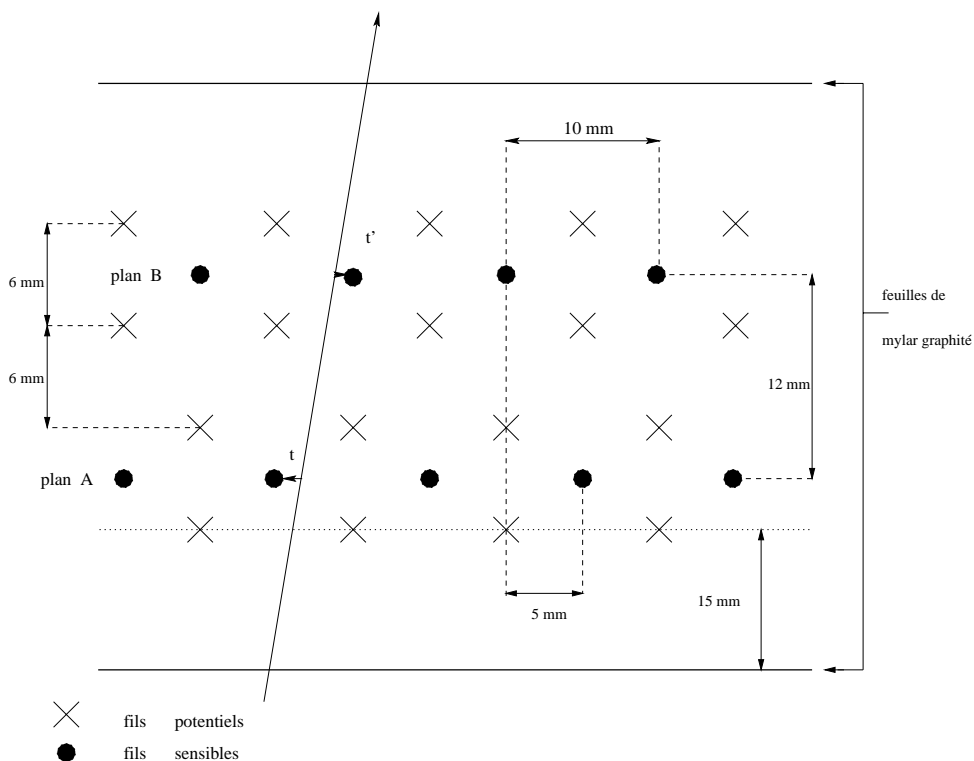 10 mm
t'
plan B
6 mm
feuilles de
mylar graphité
6 mm
12 mm
t
plan A
15 mm
5 mm
fils potentiels
fils sensibles